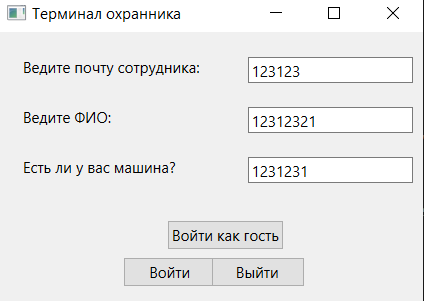 Терминал охранника
Ведите почту сотрудника: 123123
Ведите ФИО: 12312321
Есть ли у вас машина? 1231231
Войти как гость
Войти Выйти